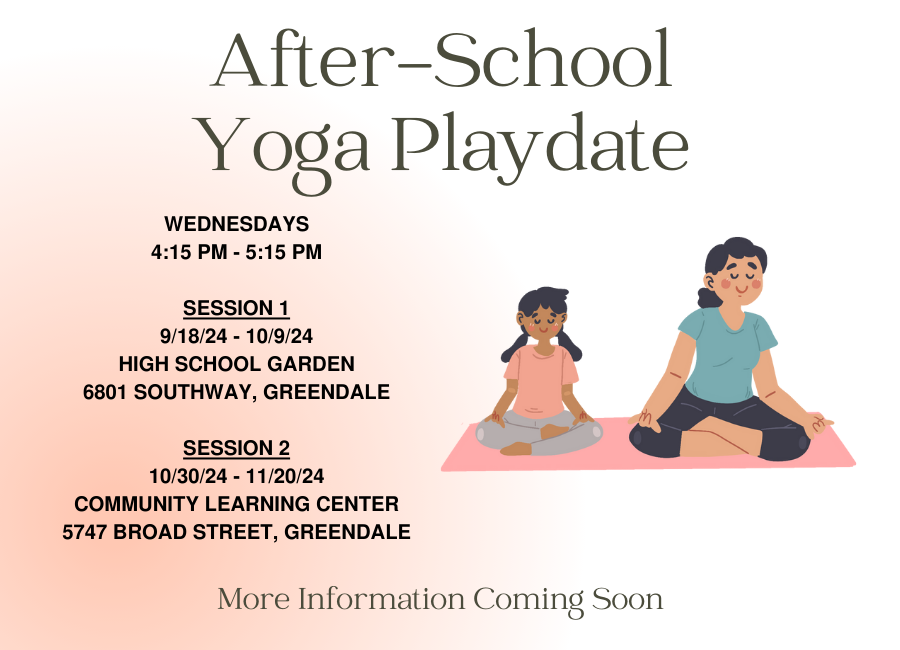 After-School
Yoga Playdate
WEDNESDAYS
4:15 PM - 5:15 PM
SESSION 1
9/18/24 - 10/9/24
HIGH SCHOOL GARDEN
6801 SOUTHWAY, GREENDALE
SESSION 2
10/30/24 - 11/20/24
COMMUNITY LEARNING CENTER
5747 BROAD STREET, GREENDALE
More Information Coming Soon